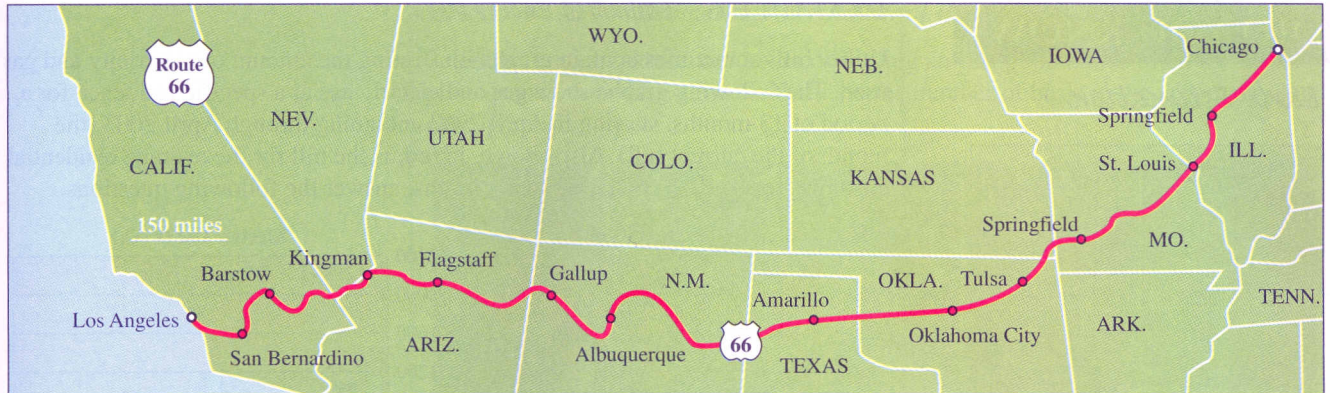 Route
66
CALIF.
NEV.
UTAH
WYO.
COLO.
NEB.
KANSAS
IOWA
Chicago
Springfield
ILL.
St. Louis
Springfield
MO.
150 miles
Barstow
Kingman
Flagstaff
Gallup
N.M.
Amarillo
OKLA.
Tulsa
TENN.
Los Angeles
San Bernardino
ARIZ.
Albuquerque
66
TEXAS
Oklahoma City
ARK.